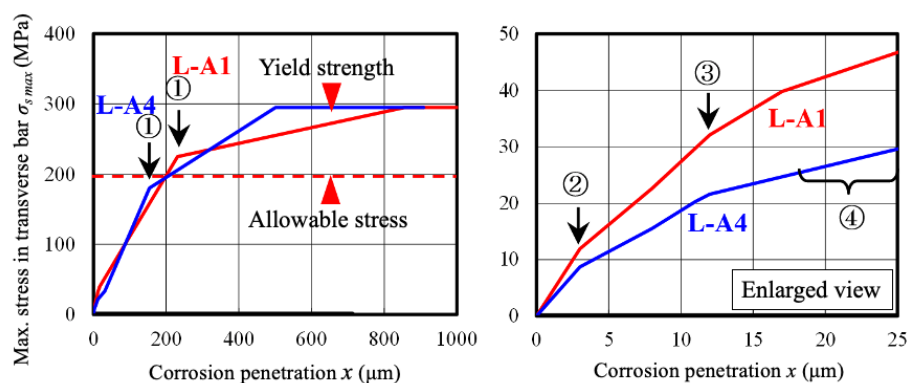 Max. stress in transverse bar σs max (MPa)
400
300
200
100
0
0
200
400
600
800
1000
Corrosion penetration x (μm)
L-A1
L-A4
①
①
Yield strength
Allowable stress
50
40
30
20
10
0
0
5
10
15
20
25
Corrosion penetration x (μm)
②
③
L-A1
L-A4
④
Enlarged view